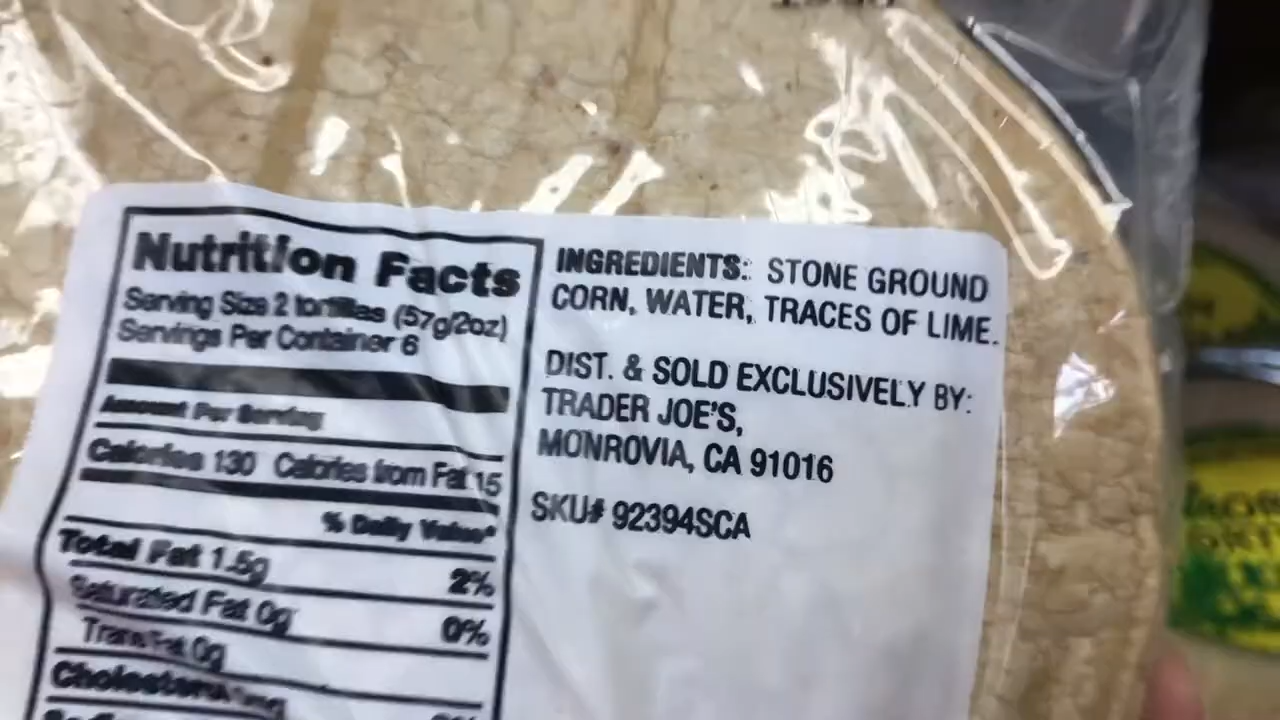 Nutrition Facts
Serving Size 2 tortillas (57g/2oz)
Servings Per Container 6
Amount Per Serving
Calories 130 Calories from Fat 15
% Daily Value*
Total Fat 1.5g 2%
Saturated Fat 0g 0%
Trans Fat 0g
INGREDIENTS: STONE GROUND
CORN, WATER, TRACES OF LIME.
DIST. & SOLD EXCLUSIVELY BY:
TRADER JOE'S,
MONROVIA, CA 91016
SKU# 92394SCA